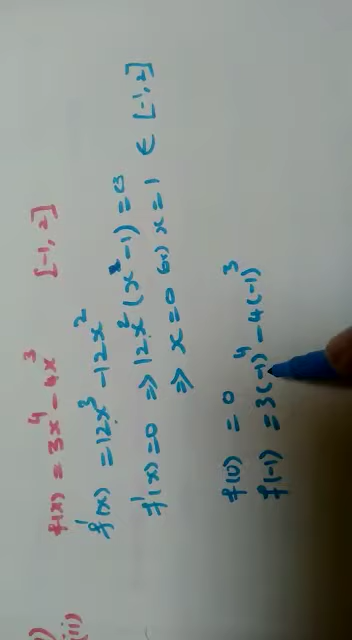 (ii) f(x) = 3x⁴ - 4x³ [-1, 2]
f'(x) = 12x³ - 12x²
f'(x) = 0 ⇒ 12x²(x - 1) = 0
⇒ x = 0 (or) x = 1 ∈ [-1, 2]
f(0) = 0
f(-1) = 3(-1)⁴ - 4(-1)³